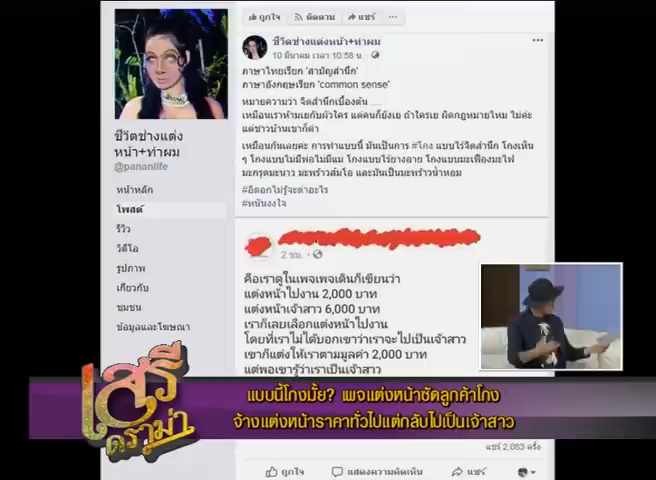 ถูกใจ ติดตาม แชร์ ...
ชีวิตช่างแต่ง
หน้า+ทำผม
@pananlife
หน้าหลัก
โพสต์
รีวิว
วิดีโอ
รูปภาพ
เกี่ยวกับ
ชุมชน
ข้อมูลและโฆษณา
ชีวิตช่างแต่งหน้า+ทำผม
10 มีนาคม เวลา 10:58 น.
ภาษาไทยเรียก 'สามัญสำนึก'
ภาษาอังกฤษเรียก 'common sense'
หมายความว่า จิตสำนึกเบื้องต้น ....
เหมือนเราห้ามเยกับผัวใคร แต่คนก็ยังเย ถ้าใครเย ผิดกฎหมายไหม ไม่ค่ะ
แต่ชาวบ้านเขาก็ด่า
เหมือนกันเลยคะ การทำแบบนี้ มันเป็นการ #โกง แบบไร้จิตสำนึก โกงเห็น
ๆ โกงแบบไม่มีพ่อไม่มีแม่ โกงแบบไร้ยางอาย โกงแบบมะเฟืองมะไฟ
มะกรูดมะนาว มะพร้าวส้มโอ และมันเป็นมะพร้าวน้ำหอม
#อีดอกไม่รู้จะด่าอะไร
#หนันงงใจ
2 ชม.
คือเราดูในเพจเพจเดินก็เขียนว่า
แต่งหน้าไปงาน 2,000 บาท
แต่งหน้าเจ้าสาว 6,000 บาท
เราก็เลยเลือกแต่งหน้าไปงาน
โดยที่เราไม่ได้บอกเขาว่าเราจะไปเป็นเจ้าสาว
เขาก็แต่งให้เราตามมูลค่า 2,000 บาท
แต่พอเขารู้ว่าเราเป็นเจ้าสาว
เสรี
ดราม่า
แบบนี้โกงมั้ย? เพจแต่งหน้าซัดลูกค้าโกง
จ้างแต่งหน้าราคาทั่วไปแต่กลับไปเป็นเจ้าสาว
แชร์ 2,053 ครั้ง
ถูกใจ แสดงความคิดเห็น แชร์